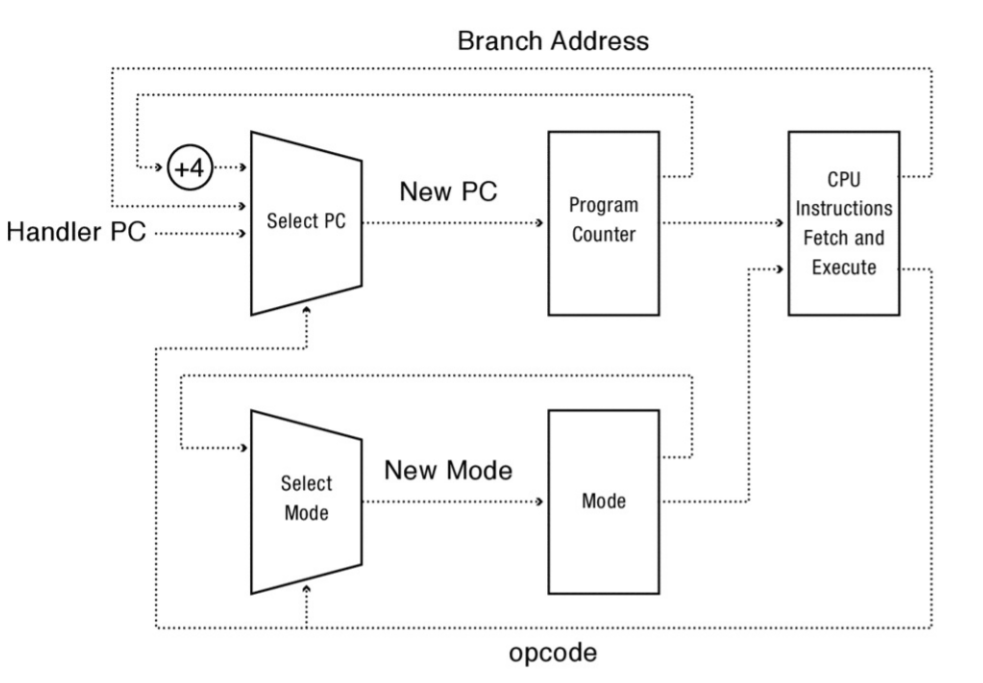 Branch Address
+4
Handler PC
Select PC
New PC
Program
Counter
CPU
Instructions
Fetch and
Execute
Select
Mode
New Mode
Mode
opcode